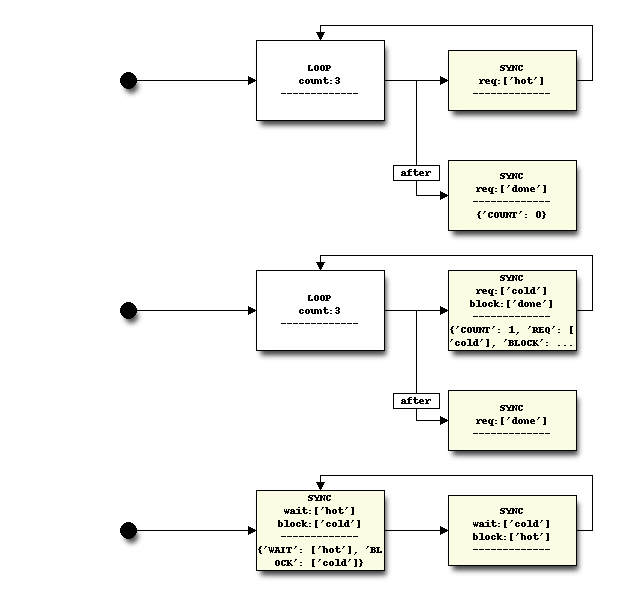 LOOP
count:3
-------------
SYNC
req:['hot']
-------------
after
SYNC
req:['done']
-------------
{'COUNT': 0}
LOOP
count:3
-------------
SYNC
req:['cold']
block:['done']
-------------
{'COUNT': 1, 'REQ': [
'cold'], 'BLOCK': ...
after
SYNC
req:['done']
-------------
SYNC
wait:['hot']
block:['cold']
-------------
{'WAIT': ['hot'], 'BL
OCK': ['cold']}
SYNC
wait:['cold']
block:['hot']
-------------